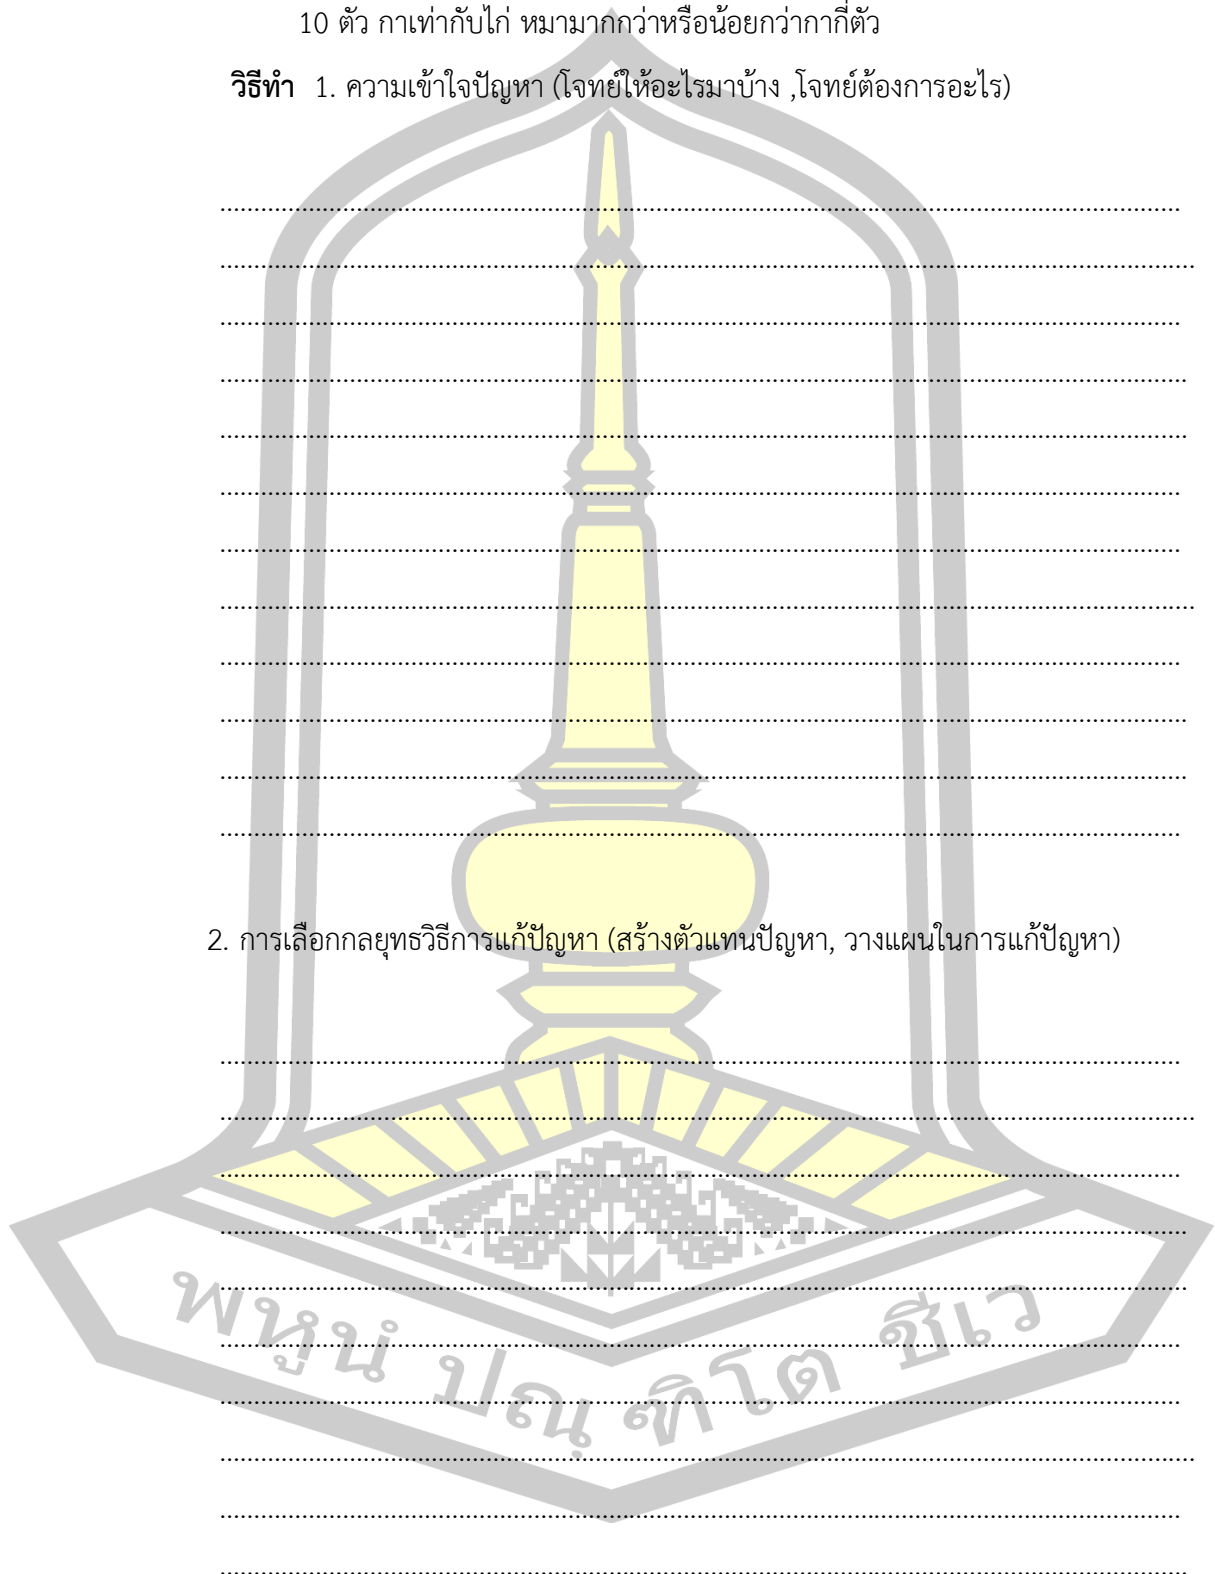 10 ตัว กาเท่ากับไก่ หมามากกว่าหรือน้อยกว่ากากี่ตัว
วิธีทำ 1. ความเข้าใจปัญหา (โจทย์ให้อะไรมาบ้าง ,โจทย์ต้องการอะไร)
2. การเลือกกลยุทธวิธีการแก้ปัญหา (สร้างตัวแทนปัญหา, วางแผนในการแก้ปัญหา)
พหูนํ ปณฺฑิโต ชีเว